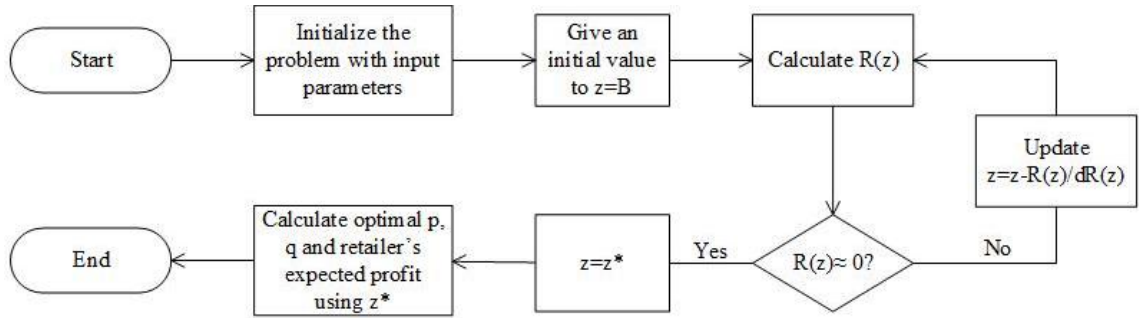 Start
Initialize the
problem with input
parameters
Give an
initial value
to z=B
Calculate R(z)
Update
z=z-R(z)/dR(z)
R(z)≈ 0?
No
Yes
z=z*
Calculate optimal p,
q and retailer’s
expected profit
using z*
End